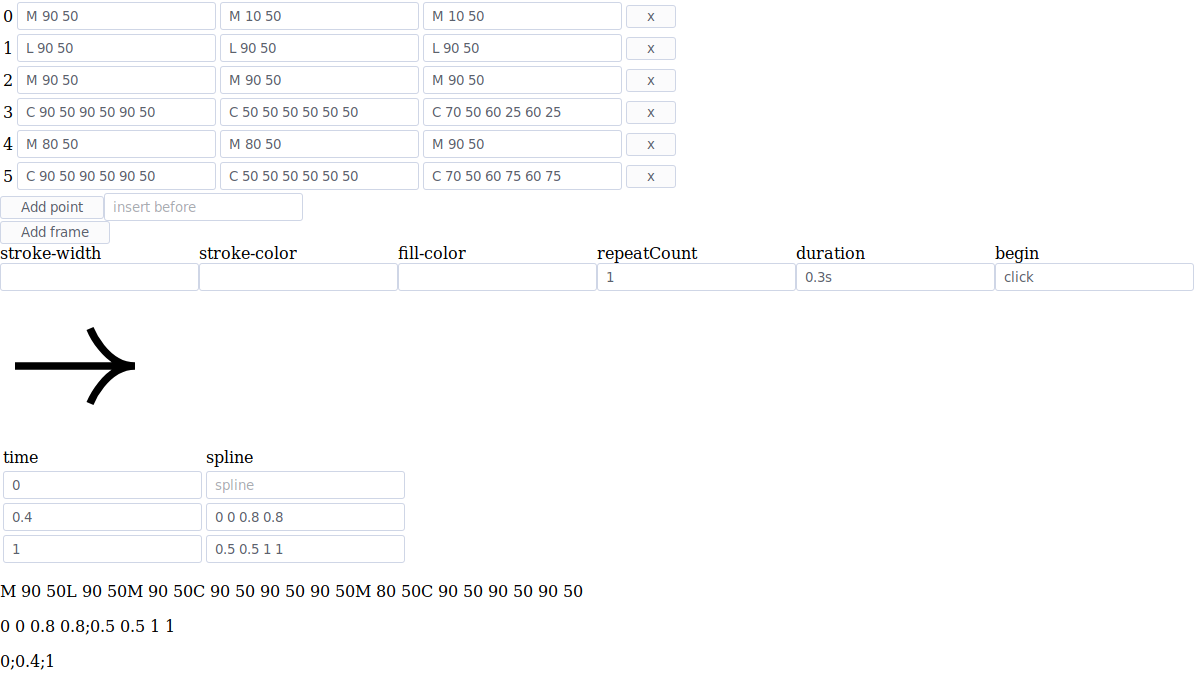 0 M 90 50 M 10 50 M 10 50 x
1 L 90 50 L 90 50 L 90 50 x
2 M 90 50 M 90 50 M 90 50 x
3 C 90 50 90 50 90 50 C 50 50 50 50 50 50 C 70 50 60 25 60 25 x
4 M 80 50 M 80 50 M 90 50 x
5 C 90 50 90 50 90 50 C 50 50 50 50 50 50 C 70 50 60 75 60 75 x
Add point insert before
Add frame
stroke-width stroke-color fill-color repeatCount duration begin
1 0.3s click
time spline
0 spline
0.4 0 0 0.8 0.8
1 0.5 0.5 1 1
M 90 50L 90 50M 90 50C 90 50 90 50 90 50M 80 50C 90 50 90 50 90 50
0 0 0.8 0.8;0.5 0.5 1 1
0;0.4;1